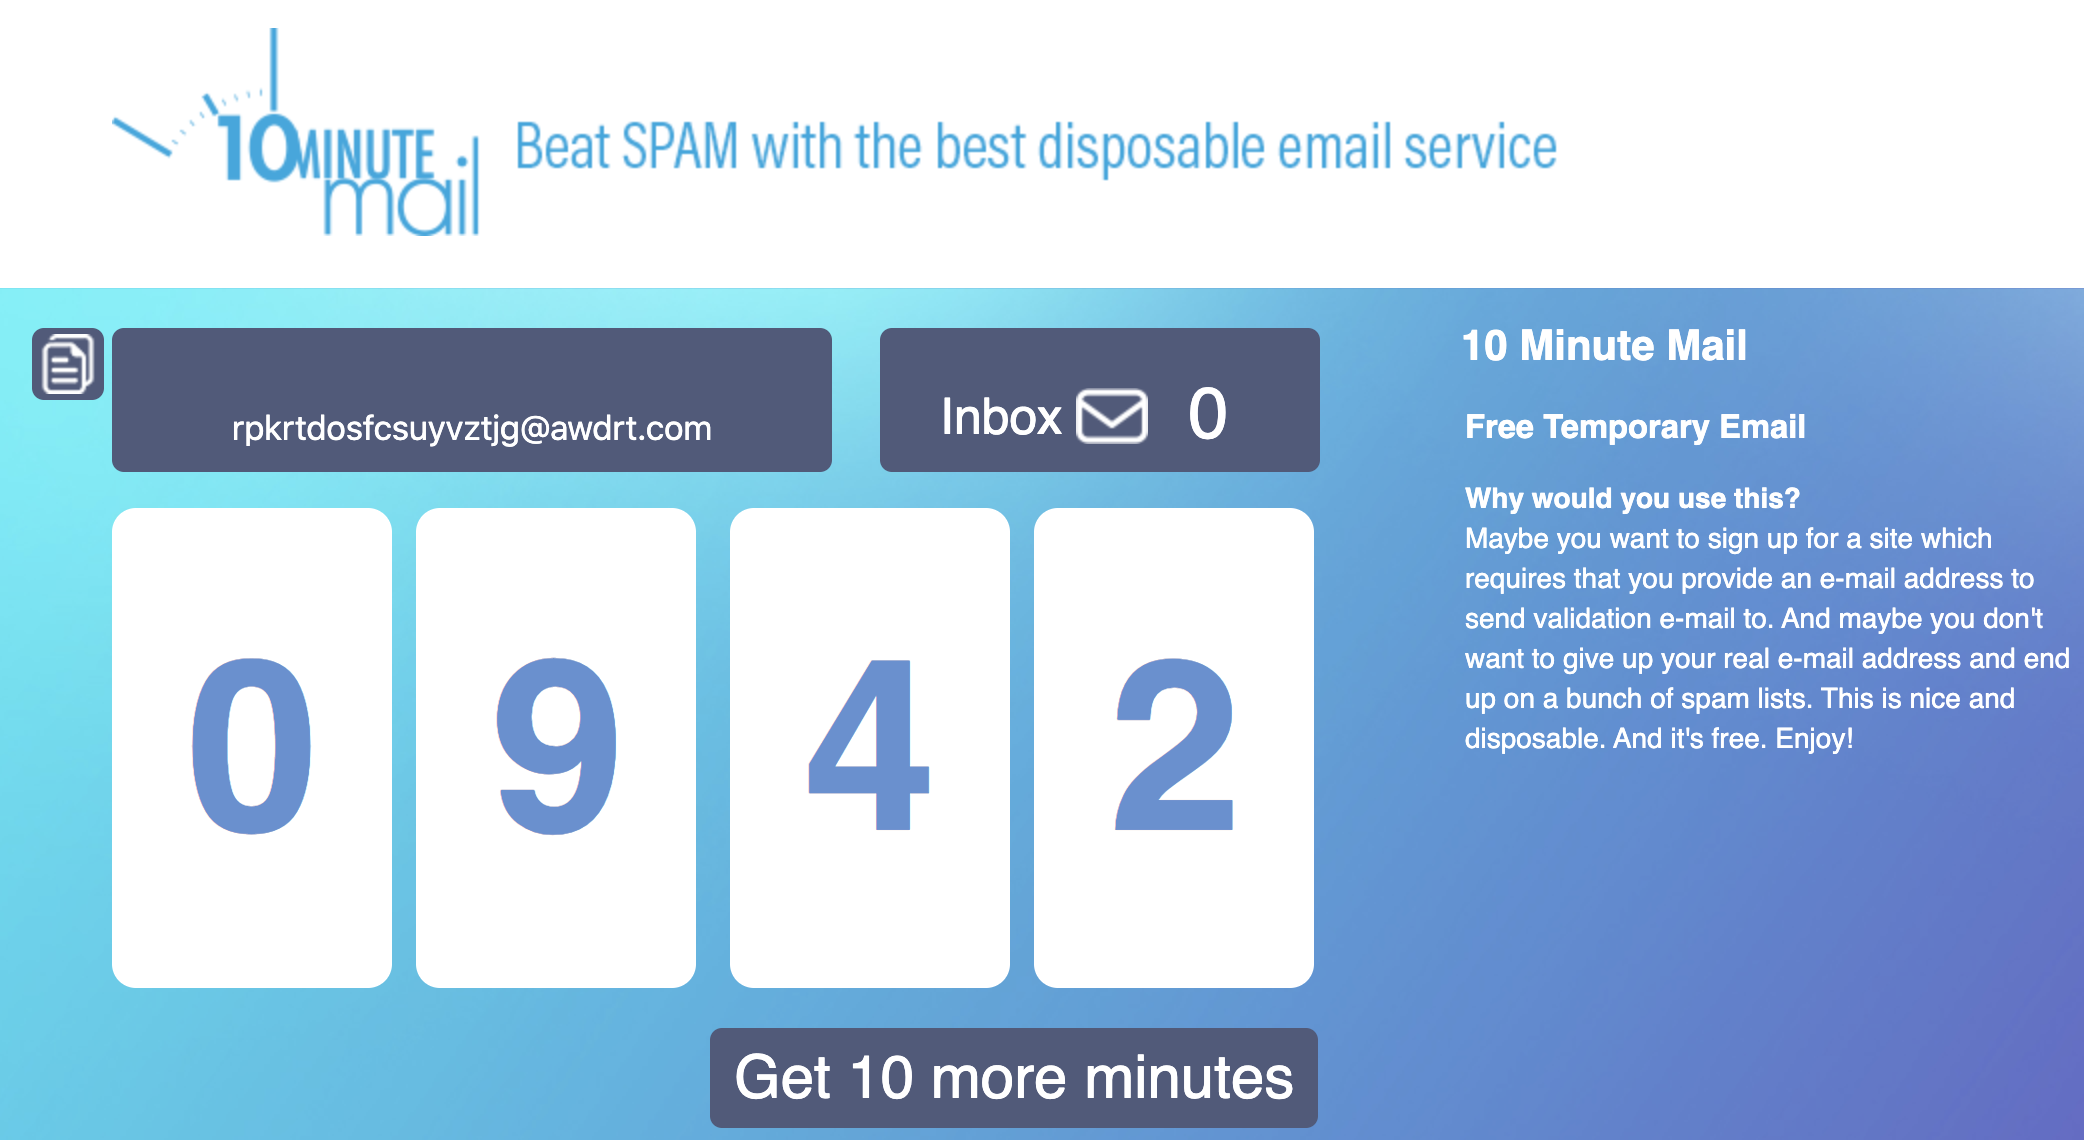 10MINUTE
mail
Beat SPAM with the best disposable email service
rpkrtdosfcsuyvztjg@awdrt.com
Inbox 0
0 9 4 2
Get 10 more minutes
10 Minute Mail
Free Temporary Email
Why would you use this?
Maybe you want to sign up for a site which
requires that you provide an e-mail address to
send validation e-mail to. And maybe you don't
want to give up your real e-mail address and end
up on a bunch of spam lists. This is nice and
disposable. And it's free. Enjoy!